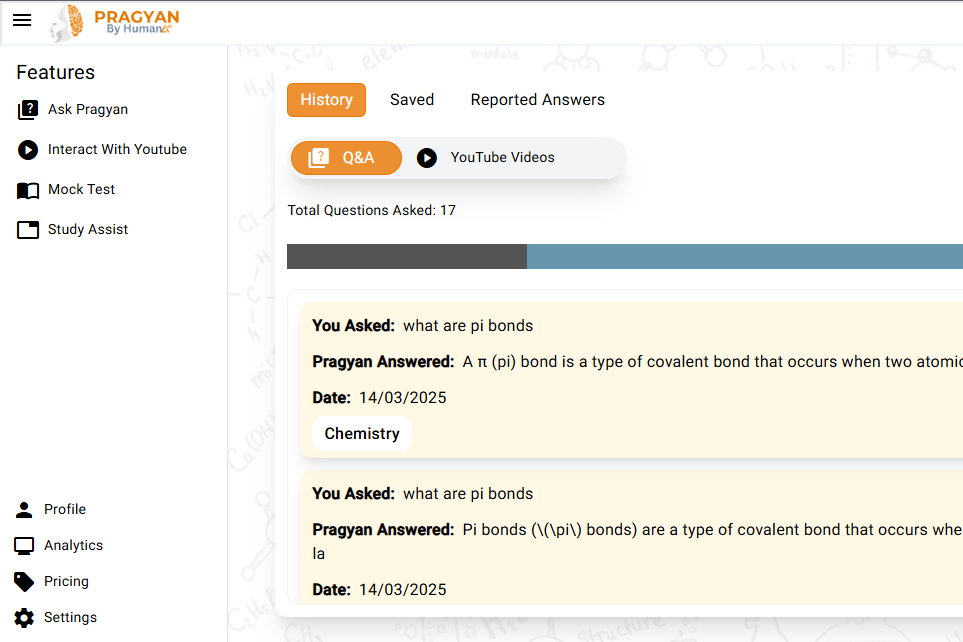 PRAGYAN
By HumanAI
Features
Ask Pragyan
Interact With Youtube
Mock Test
Study Assist
Profile
Analytics
Pricing
Settings
History Saved Reported Answers
Q&A YouTube Videos
Total Questions Asked: 17
You Asked: what are pi bonds
Pragyan Answered: A π (pi) bond is a type of covalent bond that occurs when two atomic
Date: 14/03/2025
Chemistry
You Asked: what are pi bonds
Pragyan Answered: Pi bonds (\(\pi\) bonds) are a type of covalent bond that occurs whe
la
Date: 14/03/2025
models
structure